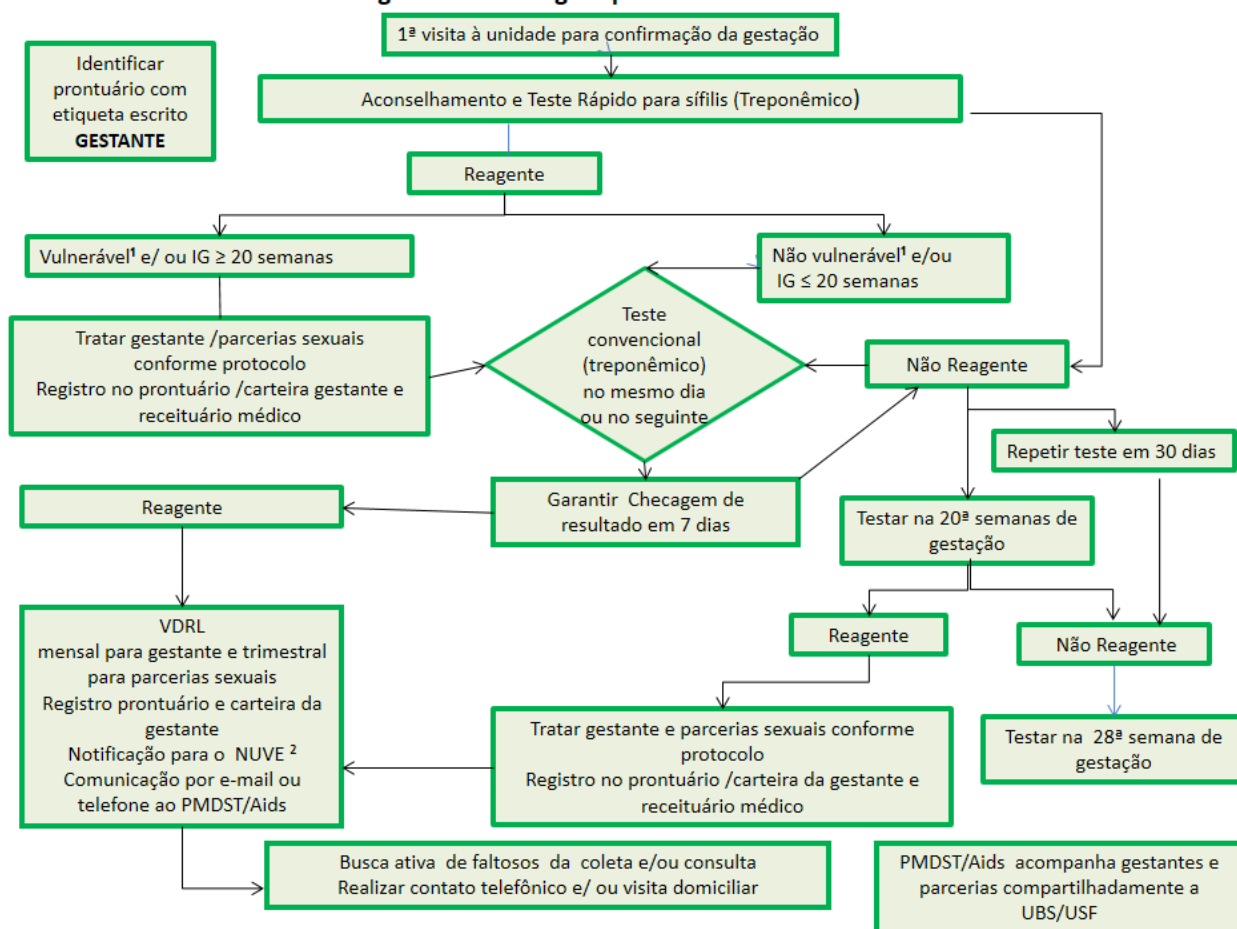 1ª visita à unidade para confirmação da gestação
Identificar
prontuário com
etiqueta escrito
GESTANTE
Aconselhamento e Teste Rápido para sífilis (Treponêmico)
Reagente
Vulnerável¹ e/ ou IG ≥ 20 semanas
Não vulnerável¹ e/ou
IG ≤ 20 semanas
Tratar gestante /parcerias sexuais
conforme protocolo
Registro no prontuário /carteira gestante e
receituário médico
Teste
convencional
(treponêmico)
no mesmo dia
ou no seguinte
Não Reagente
Repetir teste em 30 dias
Reagente
Garantir Checagem de
resultado em 7 dias
Testar na 20ª semanas de
gestação
Reagente
Não Reagente
VDRL
mensal para gestante e trimestral
para parcerias sexuais
Registro prontuário e carteira da
gestante
Notificação para o NUVE ²
Comunicação por e-mail ou
telefone ao PMDST/Aids
Tratar gestante e parcerias sexuais conforme
protocolo
Registro no prontuário /carteira da gestante e
receituário médico
Testar na 28ª semana de
gestação
Busca ativa de faltosos da coleta e/ou consulta
Realizar contato telefônico e/ ou visita domiciliar
PMDST/Aids acompanha gestantes e
parcerias compartilhadamente a
UBS/USF